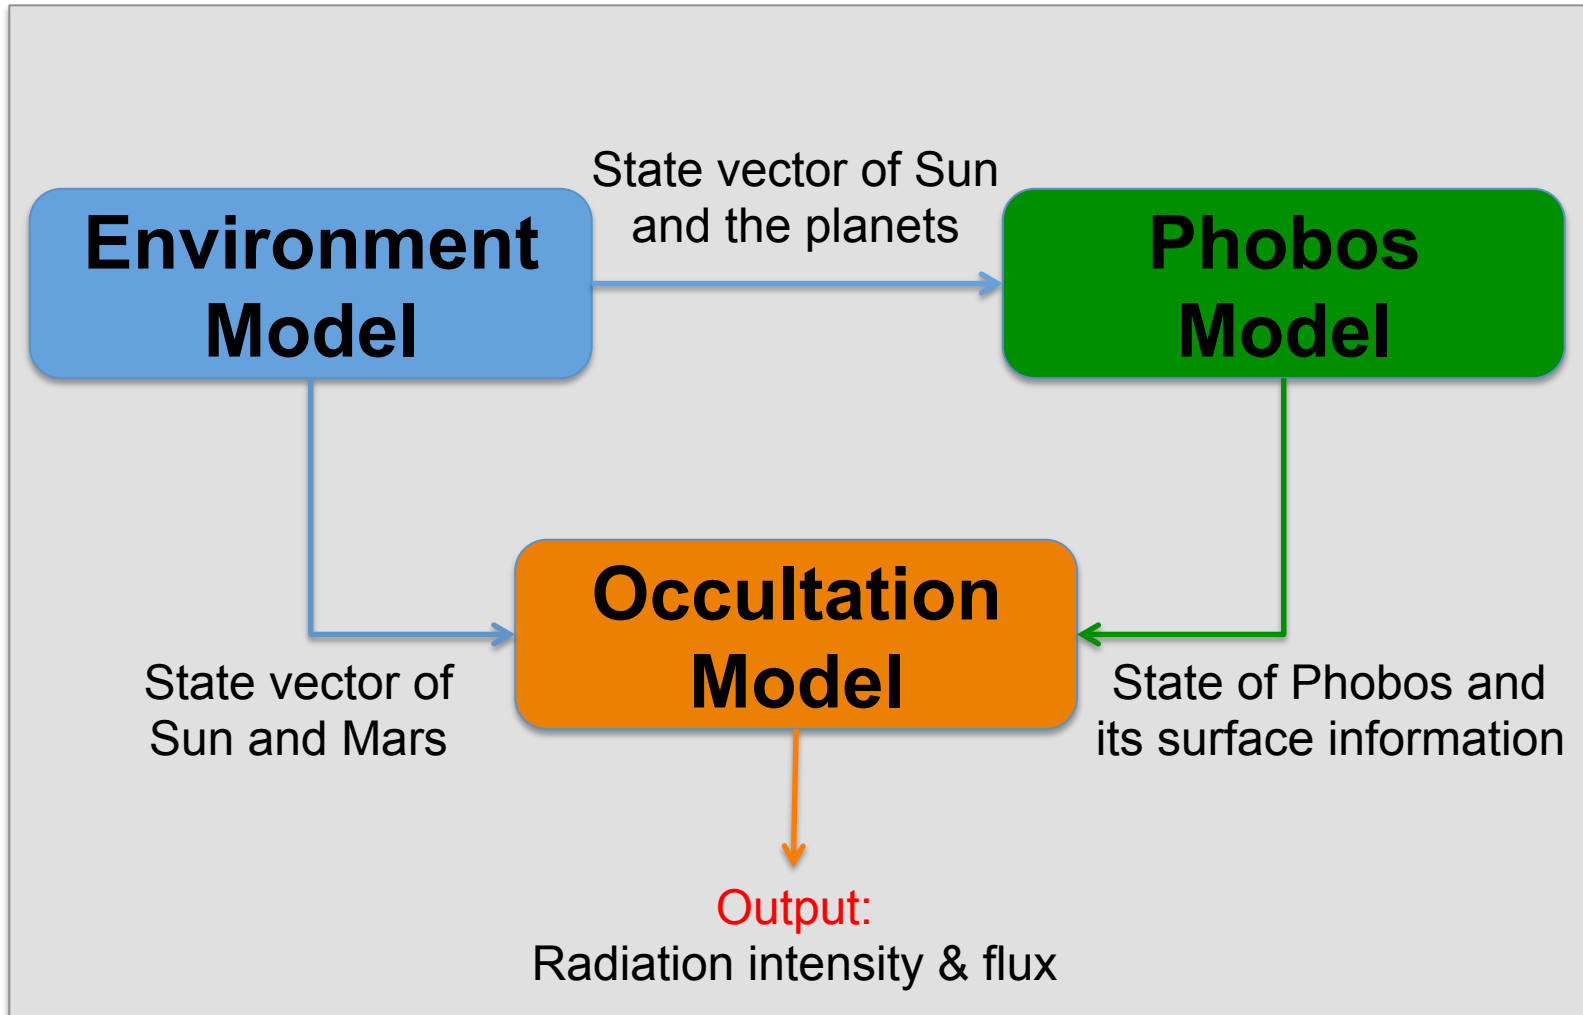 State vector of Sun
and the planets
Environment
Model
Phobos
Model
Occultation
Model
State vector of
Sun and Mars
State of Phobos and
its surface information
Output:
Radiation intensity & flux